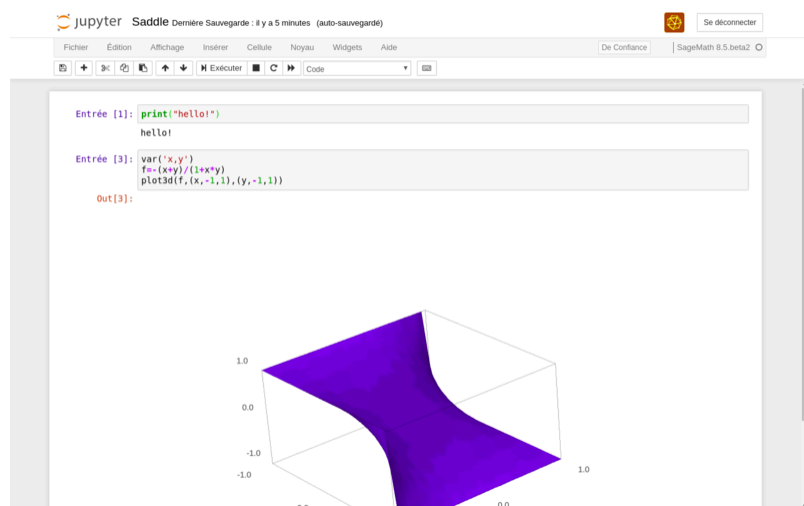 jupyter Saddle Dernière Sauvegarde : il y a 5 minutes (auto-sauvegardé) Se déconnecter
Fichier Édition Affichage Insérer Cellule Noyau Widgets Aide De Confiance SageMath 8.5.beta2
Exécuter Code
Entrée [1]: print("hello!")
hello!
Entrée [3]: var('x,y')
f=-(x+y)/(1+x*y)
plot3d(f,(x,-1,1),(y,-1,1))
Out[3]:
1.0
0.0
-1.0
-1.0
1.0
0.0